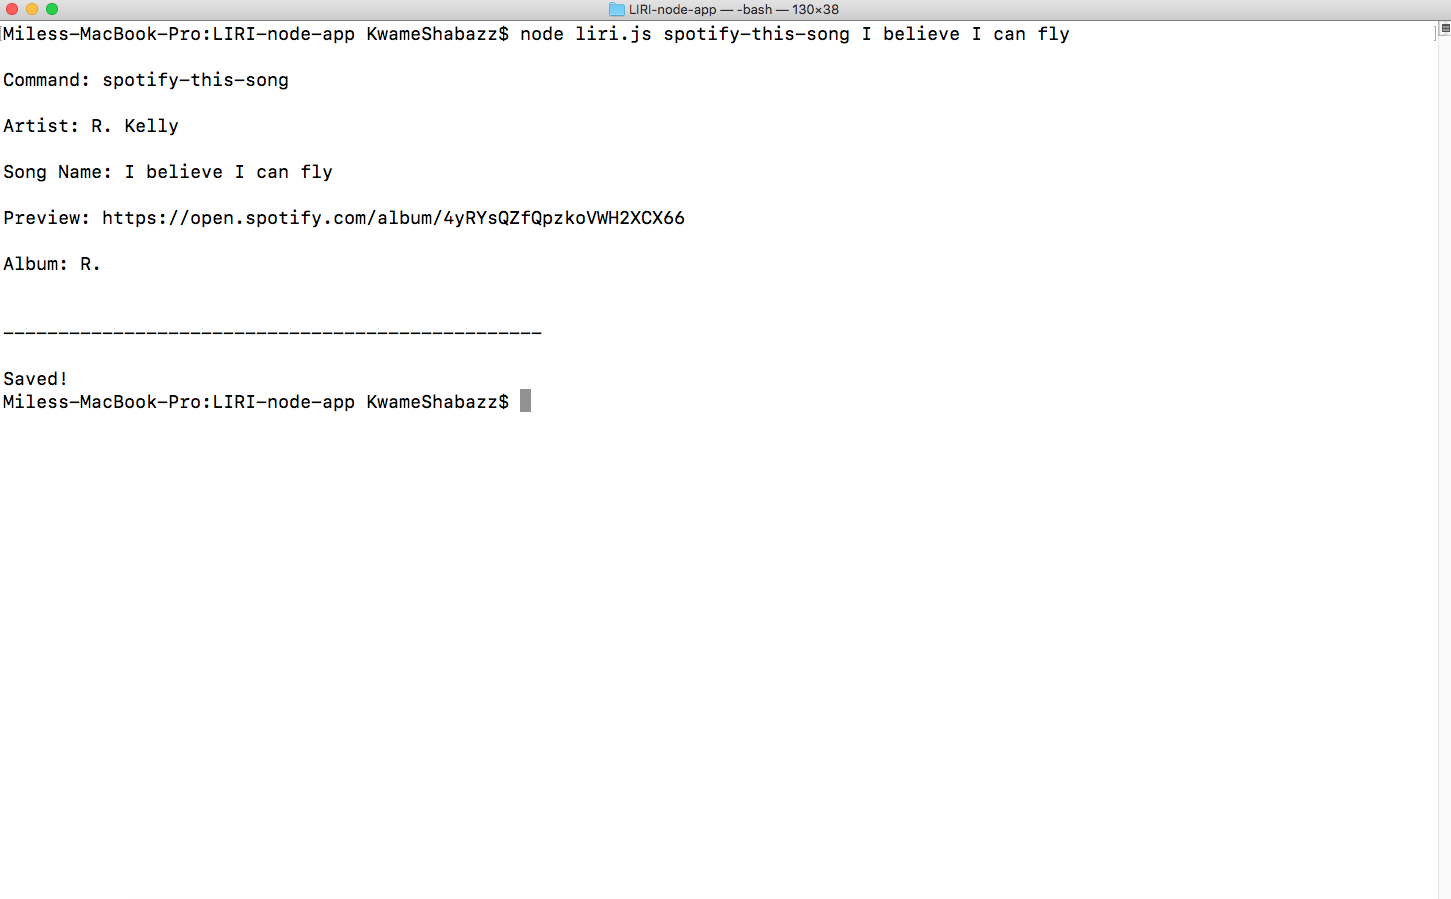 LIRI-node-app — -bash — 130×38
Miless-MacBook-Pro:LIRI-node-app KwameShabazz$ node liri.js spotify-this-song I believe I can fly
Command: spotify-this-song
Artist: R. Kelly
Song Name: I believe I can fly
Preview: https://open.spotify.com/album/4yRYsQZfQpzkoVWH2XCX66
Album: R.
-------------------------------------------------
Saved!
Miless-MacBook-Pro:LIRI-node-app KwameShabazz$